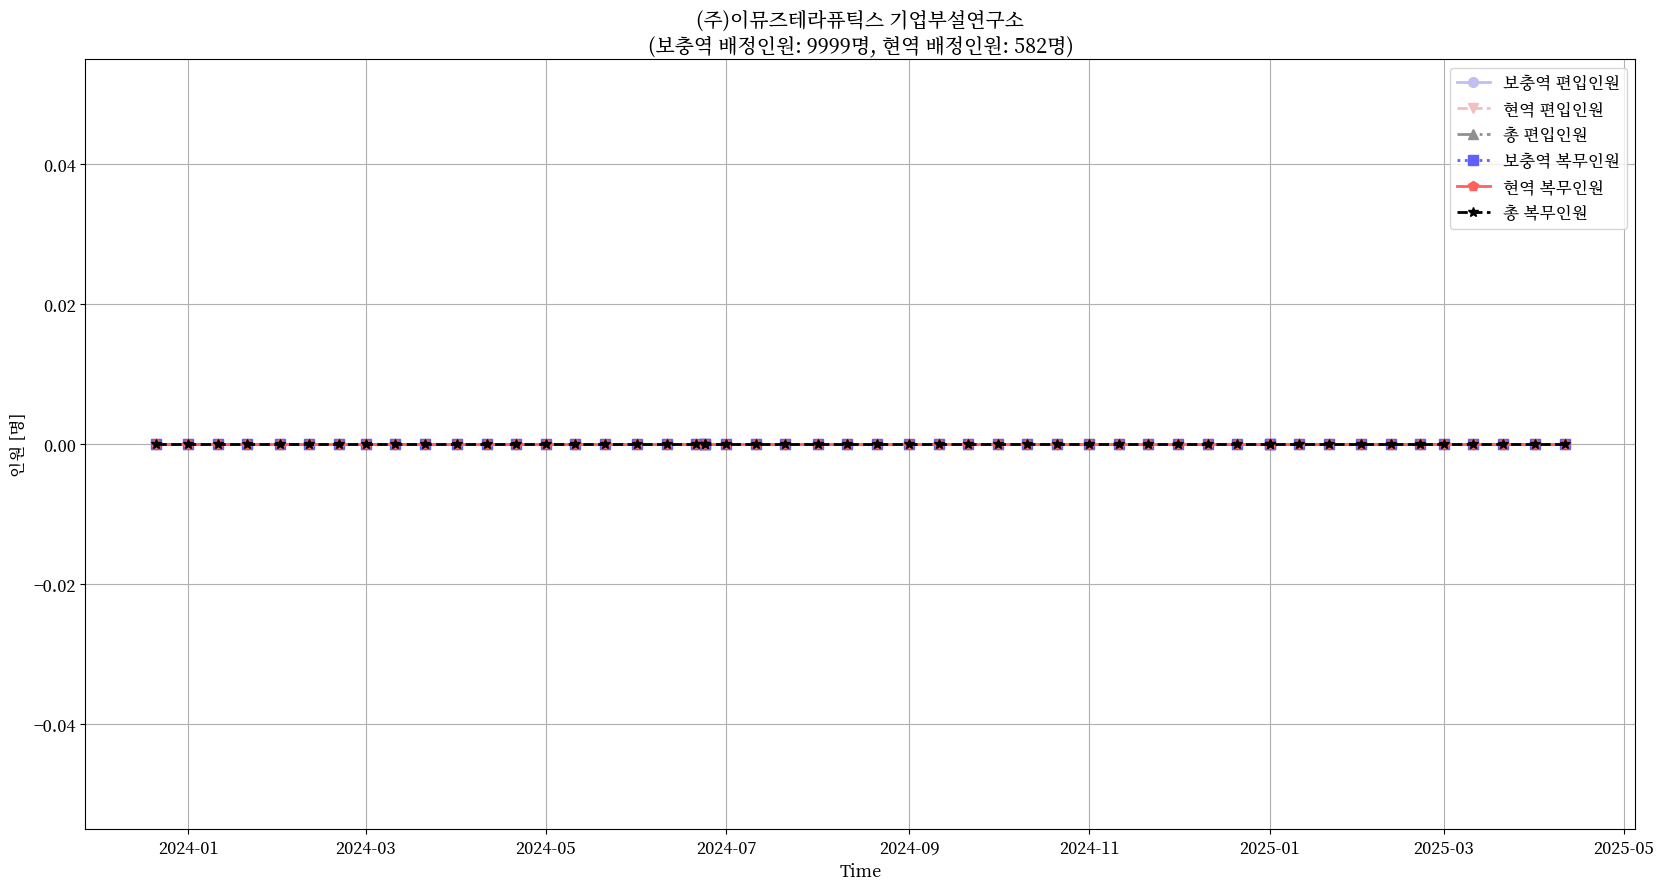 (주)이뮤즈테라퓨틱스 기업부설연구소
(보충역 배정인원: 9999명, 현역 배정인원: 582명)
보충역 편입인원
현역 편입인원
총 편입인원
보충역 복무인원
현역 복무인원
총 복무인원
0.04
0.02
0.00
−0.02
−0.04
인원 [명]
2024-01
2024-03
2024-05
2024-07
2024-09
2024-11
2025-01
2025-03
2025-05
Time